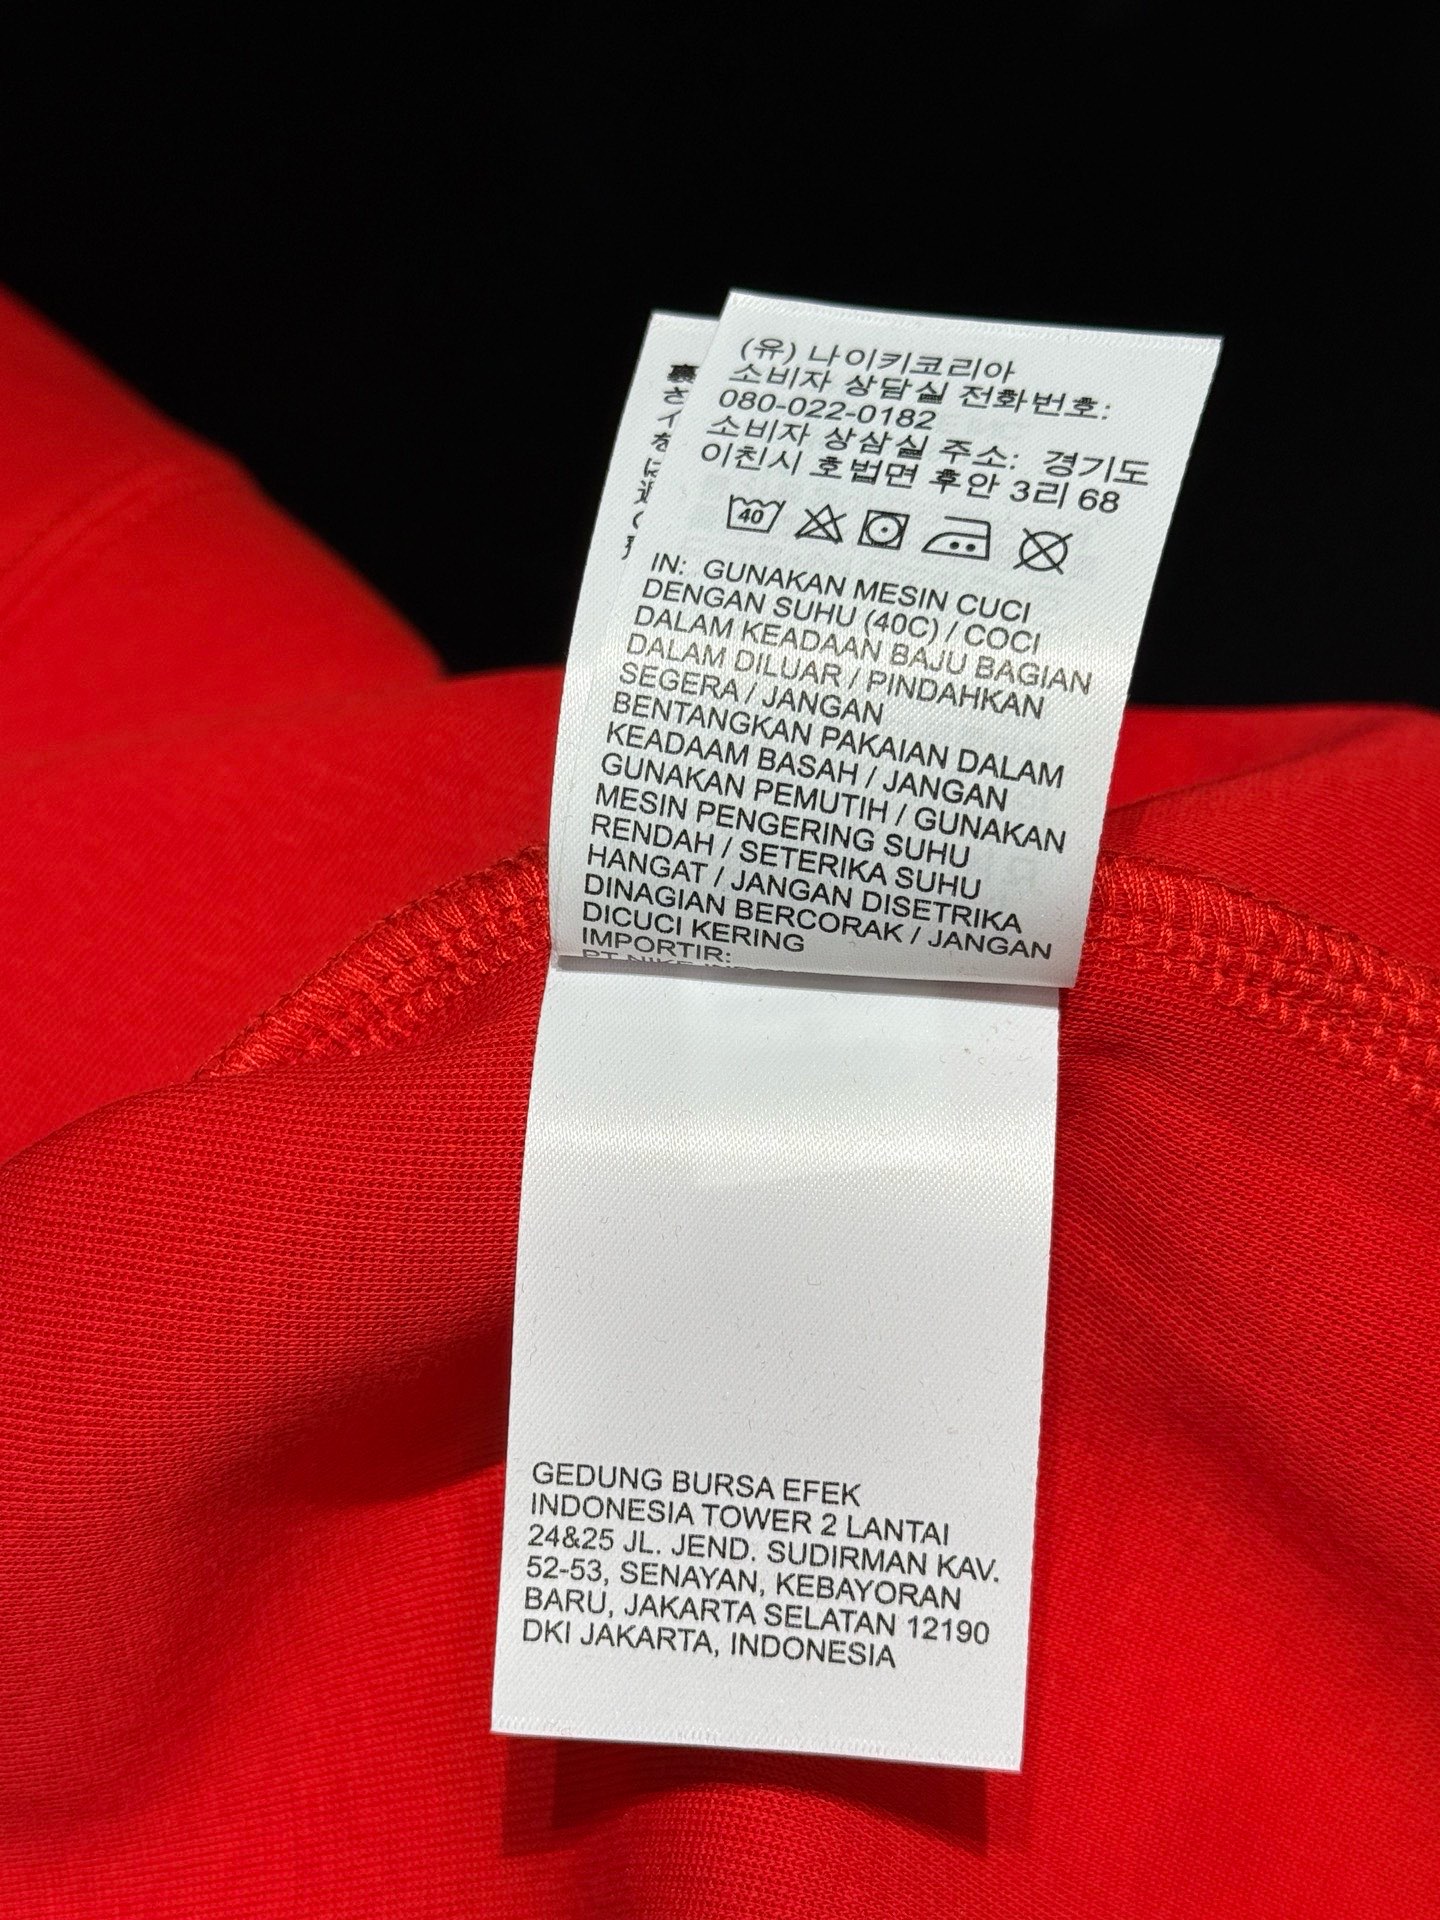 (유) 나이키코리아
소비자 상담실 전화번호:
080-022-0182
소비자 상삼실 주소: 경기도
이천시 호법면 후안 3리 68
40
IN: GUNAKAN MESIN CUCI
DENGAN SUHU (40C) / COCI
DALAM KEADAAN BAJU BAGIAN
DALAM DILUAR / PINDAHKAN
SEGERA / JANGAN
BENTANGKAN PAKAIAN DALAM
KEADAAM BASAH / JANGAN
GUNAKAN PEMUTIH / GUNAKAN
MESIN PENGERING SUHU
RENDAH / SETERIKA SUHU
HANGAT / JANGAN DISETRIKA
DINAGIAN BERCORAK / JANGAN
DICUCI KERING
IMPORTIR:
PT NIKE
GEDUNG BURSA EFEK
INDONESIA TOWER 2 LANTAI
24&25 JL. JEND. SUDIRMAN KAV.
52-53, SENAYAN, KEBAYORAN
BARU, JAKARTA SELATAN 12190
DKI JAKARTA, INDONESIA